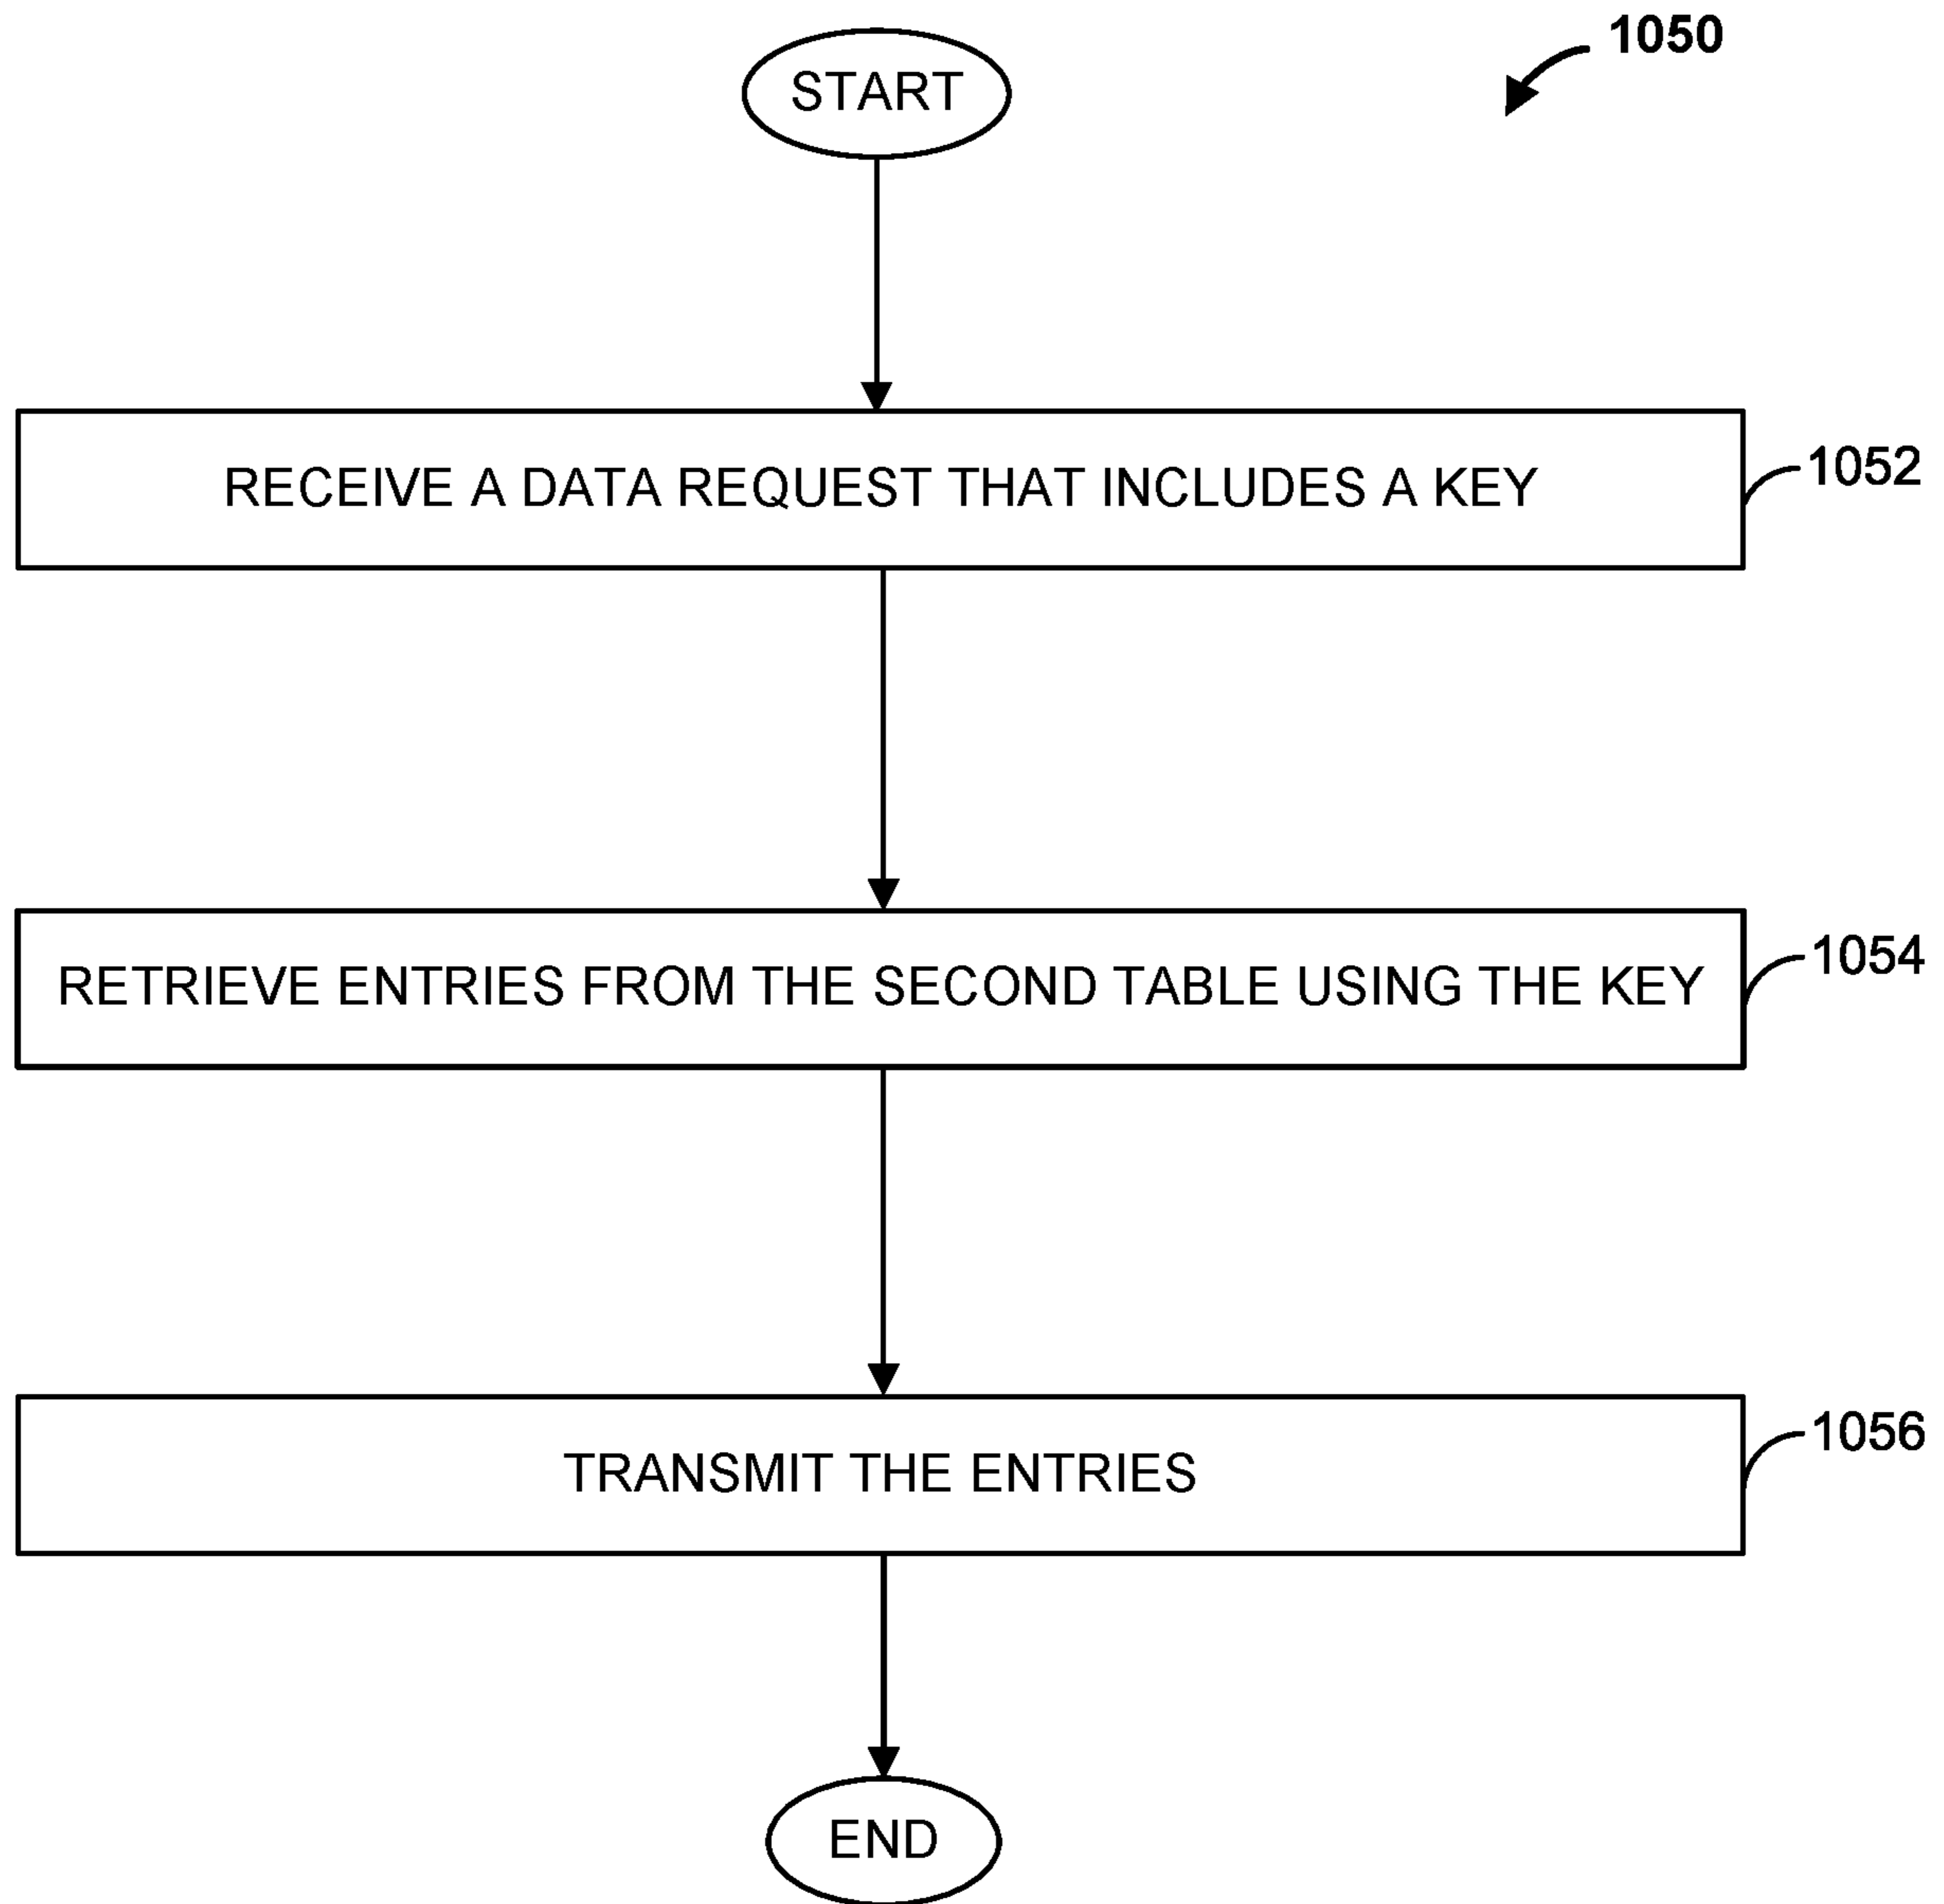 1050
START
RECEIVE A DATA REQUEST THAT INCLUDES A KEY
1052
RETRIEVE ENTRIES FROM THE SECOND TABLE USING THE KEY
1054
TRANSMIT THE ENTRIES
1056
END